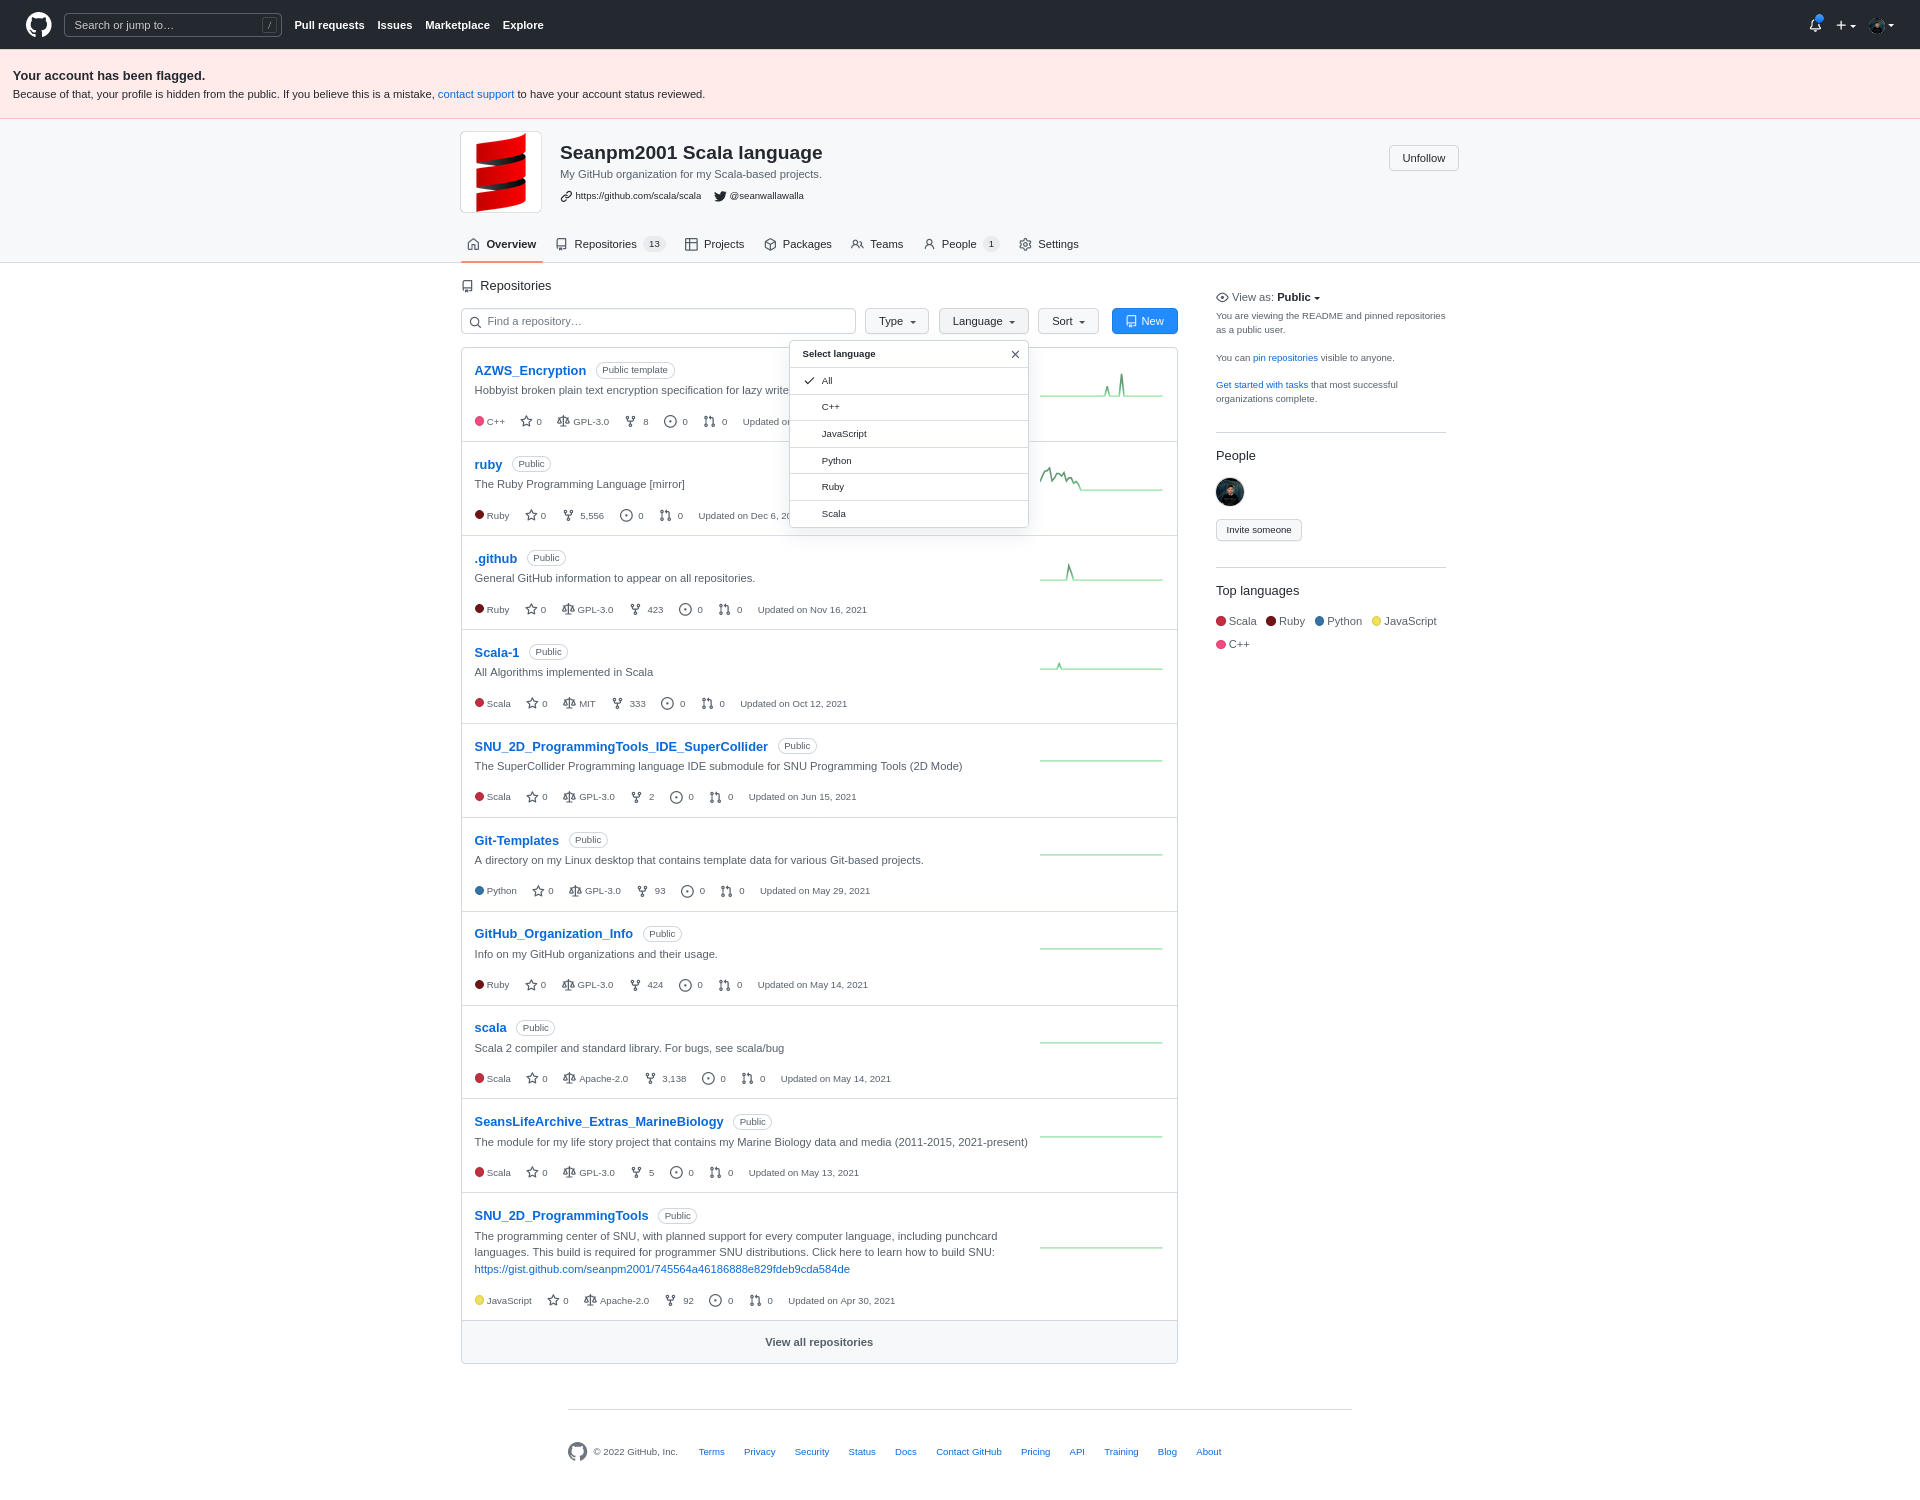 Search or jump to…
/
Pull requests Issues Marketplace Explore
Your account has been flagged.
Because of that, your profile is hidden from the public. If you believe this is a mistake, contact support to have your account status reviewed.
Seanpm2001 Scala language
My GitHub organization for my Scala-based projects.
https://github.com/scala/scala @seanwallawalla
Unfollow
Overview Repositories 13 Projects Packages Teams People 1 Settings
Repositories
Find a repository…
Type Language Sort New
Select language
All
C++
JavaScript
Python
Ruby
Scala
AZWS_Encryption Public template
Hobbyist broken plain text encryption specification for lazy write
C++ 0 GPL-3.0 8 0 0 Updated
ruby Public
The Ruby Programming Language [mirror]
Ruby 0 5,556 0 0 Updated on Dec 6,
.github Public
General GitHub information to appear on all repositories.
Ruby 0 GPL-3.0 423 0 0 Updated on Nov 16, 2021
Scala-1 Public
All Algorithms implemented in Scala
Scala 0 MIT 333 0 0 Updated on Oct 12, 2021
SNU_2D_ProgrammingTools_IDE_SuperCollider Public
The SuperCollider Programming language IDE submodule for SNU Programming Tools (2D Mode)
Scala 0 GPL-3.0 2 0 0 Updated on Jun 15, 2021
Git-Templates Public
A directory on my Linux desktop that contains template data for various Git-based projects.
Python 0 GPL-3.0 93 0 0 Updated on May 29, 2021
GitHub_Organization_Info Public
Info on my GitHub organizations and their usage.
Ruby 0 GPL-3.0 424 0 0 Updated on May 14, 2021
scala Public
Scala 2 compiler and standard library. For bugs, see scala/bug
Scala 0 Apache-2.0 3,138 0 0 Updated on May 14, 2021
SeansLifeArchive_Extras_MarineBiology Public
The module for my life story project that contains my Marine Biology data and media (2011-2015, 2021-present)
Scala 0 GPL-3.0 5 0 0 Updated on May 13, 2021
SNU_2D_ProgrammingTools Public
The programming center of SNU, with planned support for every computer language, including punchcard
languages. This build is required for programmer SNU distributions. Click here to learn how to build SNU:
https://gist.github.com/seanpm2001/745564a46186888e829fdeb9cda584de
JavaScript 0 Apache-2.0 92 0 0 Updated on Apr 30, 2021
View all repositories
View as: Public
You are viewing the README and pinned repositories
as a public user.
You can pin repositories visible to anyone.
Get started with tasks that most successful
organizations complete.
People
Invite someone
Top languages
Scala Ruby Python JavaScript
C++
© 2022 GitHub, Inc. Terms Privacy Security Status Docs Contact GitHub Pricing API Training Blog About